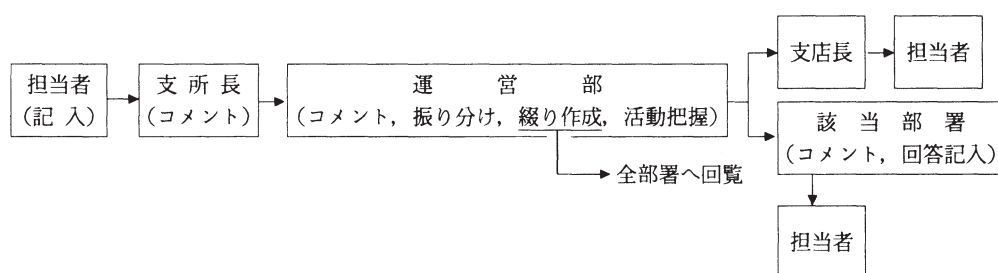 担当者
(記 入)
支 所 長
(コメント)
運 営 部
(コメント, 振り分け, 綴り作成, 活動把握)
全部署へ回覧
支店長
担当者
該 当 部 署
(コメント, 回答記入)
担当者